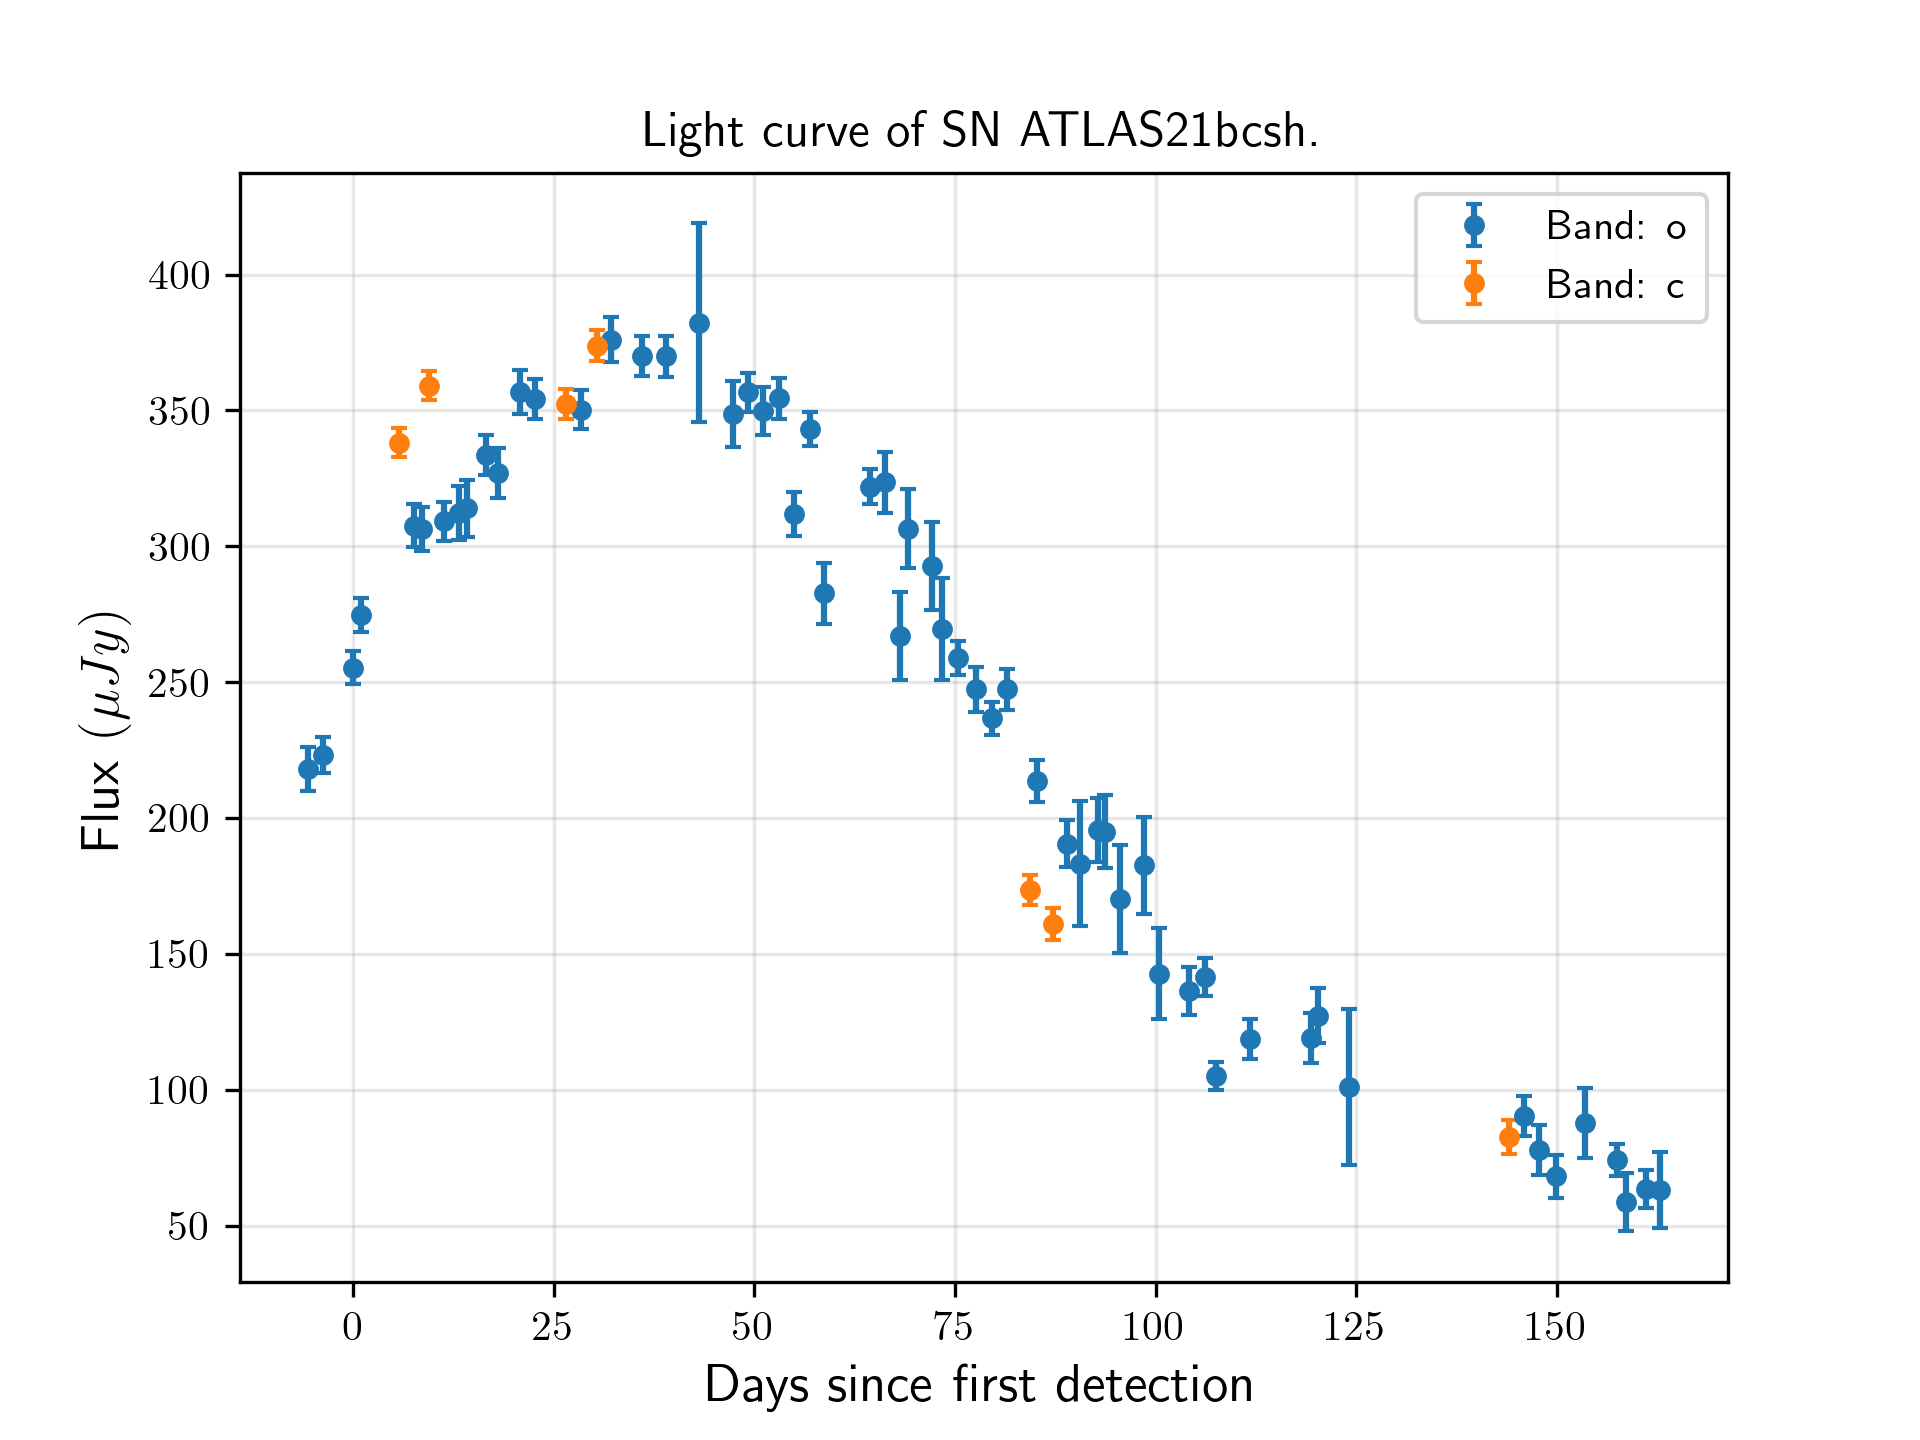 Light curve of SN ATLAS21bcsh.
Band: o
Band: c
400
350
300
250
200
150
100
50
Flux (μJy)
0 25 50 75 100 125 150
Days since first detection